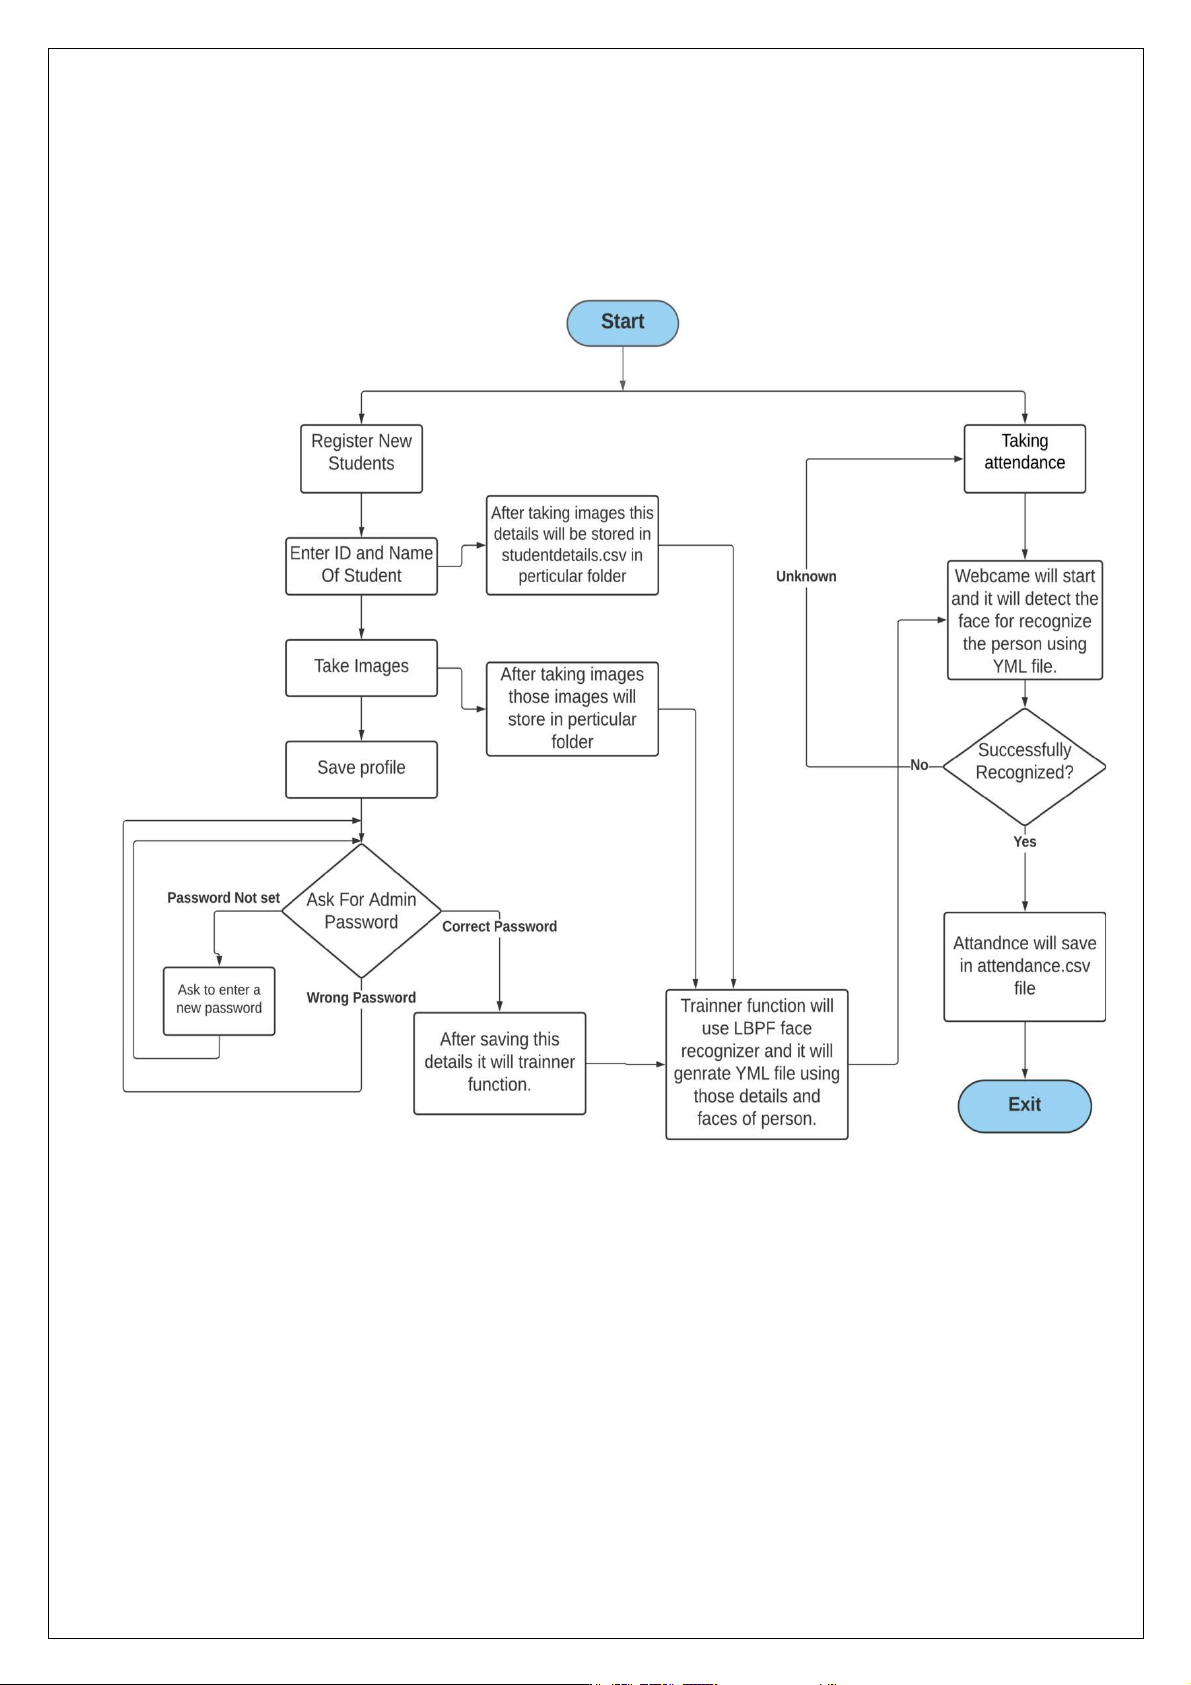 Start
Register New
Students
Taking
attendance
Enter ID and Name
Of Student
After taking images this
details will be stored in
studentdetails.csv in
perticular folder
Unknown
Webcame will start
and it will detect the
face for recognize
the person using
YML file.
Take Images
After taking images
those images will
store in perticular
folder
Save profile
Successfully
Recognized?
No
Yes
Password Not set
Ask For Admin
Password
Correct Password
Wrong Password
Ask to enter a
new password
After saving this
details it will trainner
function.
Trainner function will
use LBPF face
recognizer and it will
genrate YML file using
those details and
faces of person.
Attandnce will save
in attendance.csv
file
Exit